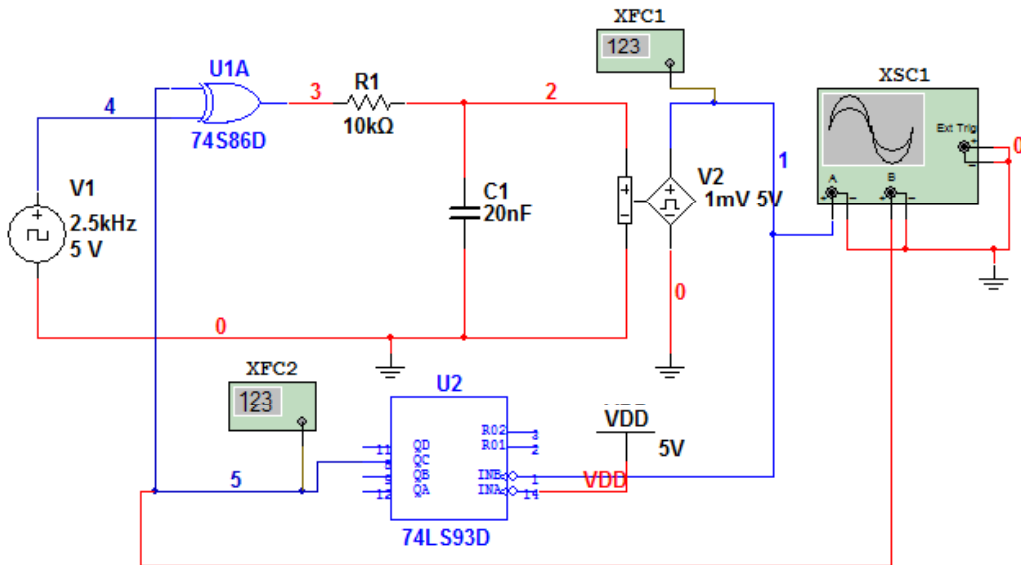 XFC1
123
U1A
R1
XSC1
4
3
2
10kΩ
74S86D
Ext Trig
+
−
0
V1
+
2.5kHz
5 V
C1
20nF
+
−
V2
+
1mV 5V
1
A
B
+ − + −
0
0
XFC2
123
U2
VDD
5V
5
11 QD
QC
QB
12 QA
R02 3
R01 2
INB 1
INA 14
VDD
74LS93D